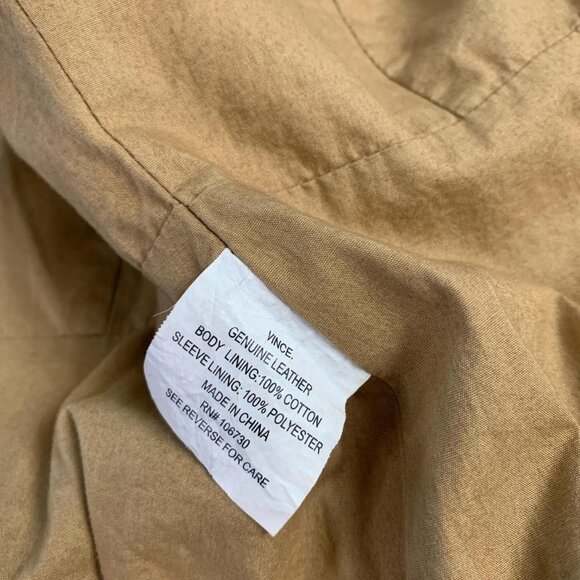 VINCE.
GENUINE LEATHER
BODY LINING:100% COTTON
SLEEVE LINING: 100% POLYESTER
MADE IN CHINA
RN# 106730
SEE REVERSE FOR CARE